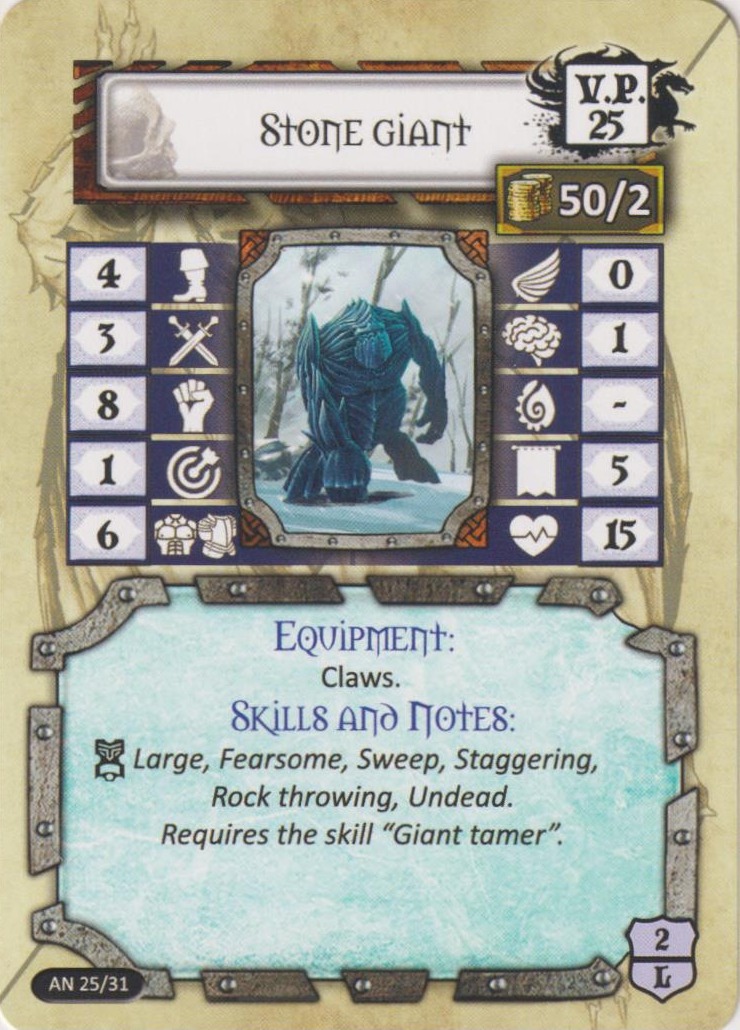 Stone Giant
V.P.
25
50/2
4
0
3
1
8
-
1
5
6
15
Equipment:
Claws.
Skills and Notes:
Large, Fearsome, Sweep, Staggering,
Rock throwing, Undead.
Requires the skill “Giant tamer”.
2
L
AN 25/31